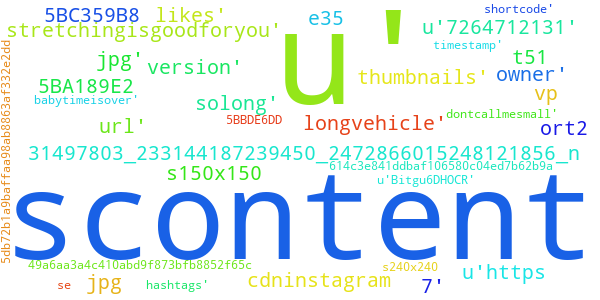 5BC359B8 likes' e35 shortcode'
stretchingisgoodforyou' u' u'7264712131'
timestamp'
jpg' version' t51
thumbnails' owner'
5BA189E2 vp
babytimeisover' solong'
dontcallmesmall'
url' 5BBDE6DD longvehicle' ort2
31497803_233144187239450_2472866015248121856_n
614c3e841ddbaf106580c04ed7b62b9a
s150x150 u'Bitgu6DHOCR'
scontent
5db72b1a9baffaa98ab8863af332e2dd
49a6aa3a4c410abd9f873bfb8852f65c s240x240 u'https
se jpg hashtags' cdninstagram 7'